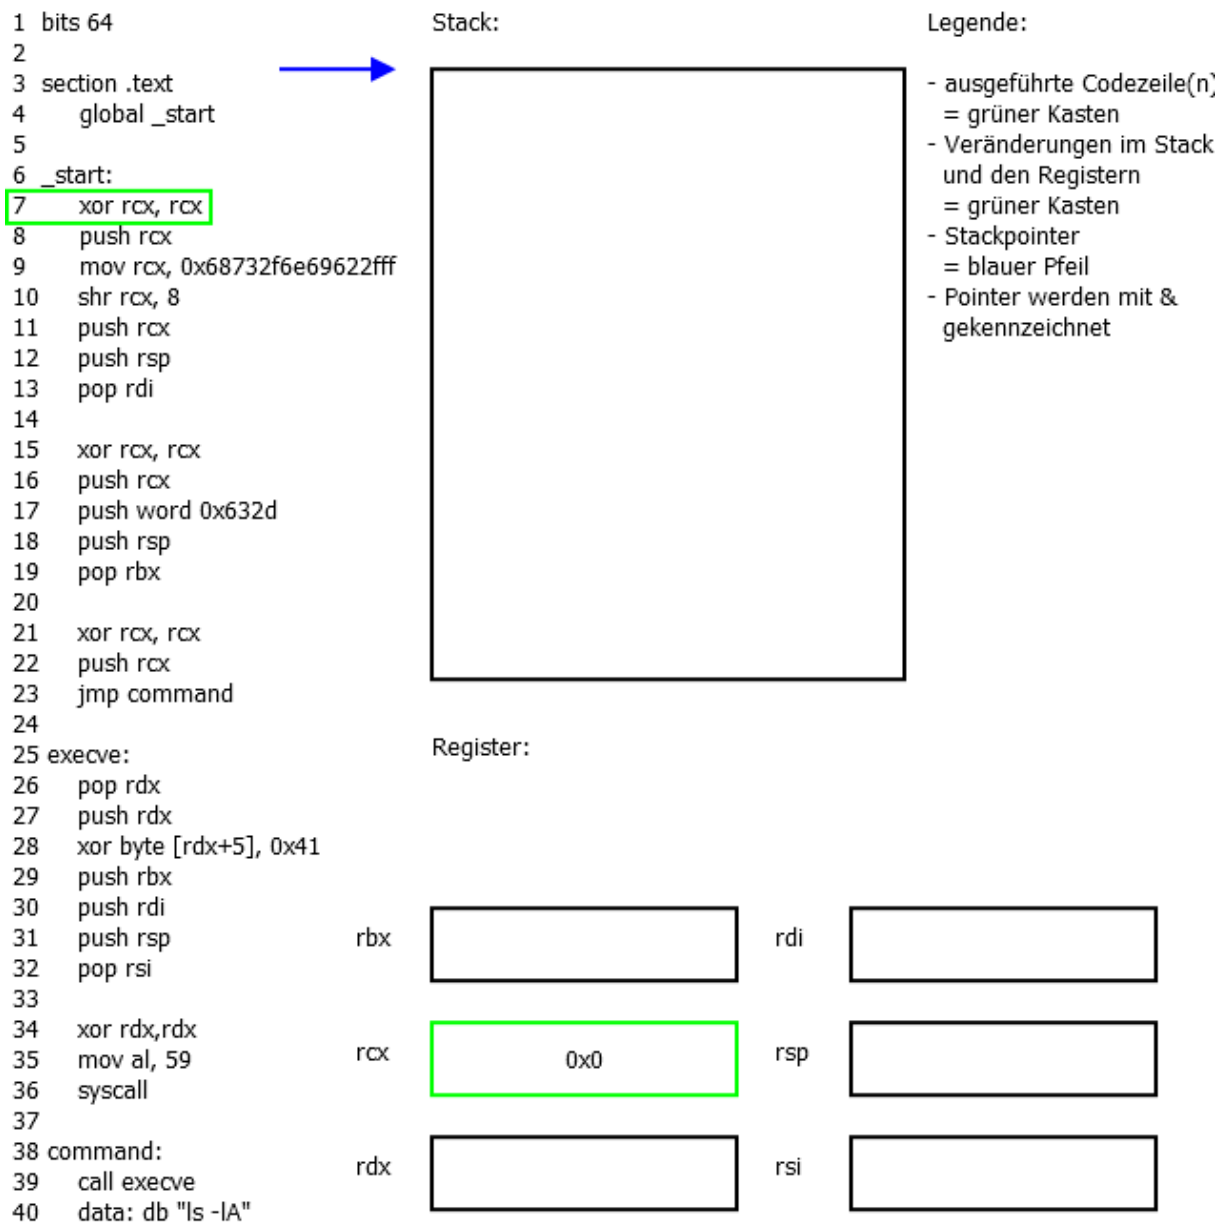 1 bits 64
2
3 section .text
4 global _start
5
6 _start:
7 xor rcx, rcx
8 push rcx
9 mov rcx, 0x68732f6e69622fff
10 shr rcx, 8
11 push rcx
12 push rsp
13 pop rdi
14
15 xor rcx, rcx
16 push rcx
17 push word 0x632d
18 push rsp
19 pop rbx
20
21 xor rcx, rcx
22 push rcx
23 jmp command
24
25 execve:
26 pop rdx
27 push rdx
28 xor byte [rdx+5], 0x41
29 push rbx
30 push rdi
31 push rsp
32 pop rsi
33
34 xor rdx,rdx
35 mov al, 59
36 syscall
37
38 command:
39 call execve
40 data: db "ls -lA"
Stack:
Register:
rbx
rdi
rcx
0x0
rsp
rdx
rsi
Legende:
- ausgeführte Codezeile(n)
= grüner Kasten
- Veränderungen im Stack
und den Registern
= grüner Kasten
- Stackpointer
= blauer Pfeil
- Pointer werden mit &
gekennzeichnet